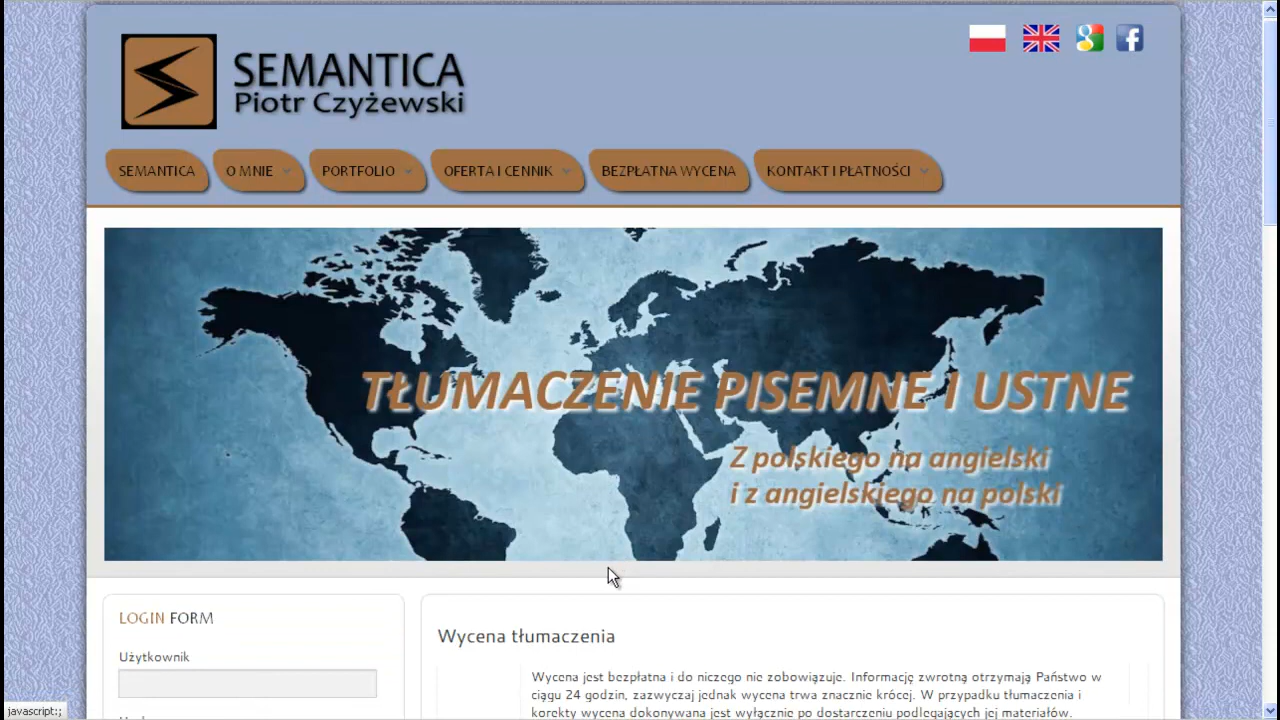 SEMANTICA
Piotr Czyżewski
SEMANTICA O MNIE PORTFOLIO OFERTA I CENNIK BEZPŁATNA WYCENA KONTAKT I PŁATNOŚCI
TŁUMACZENIE PISEMNE I USTNE
Z polskiego na angielski
i z angielskiego na polski
LOGIN FORM
Użytkownik
Wycena tłumaczenia
Wycena jest bezpłatna i do niczego nie zobowiązuje. Informację zwrotną otrzymają Państwo w
ciągu 24 godzin, zazwyczaj jednak wycena trwa znacznie krócej. W przypadku tłumaczenia i
korekty wycena dokonywana jest wyłącznie po dostarczeniu podlegających jej materiałów.
javascript:;